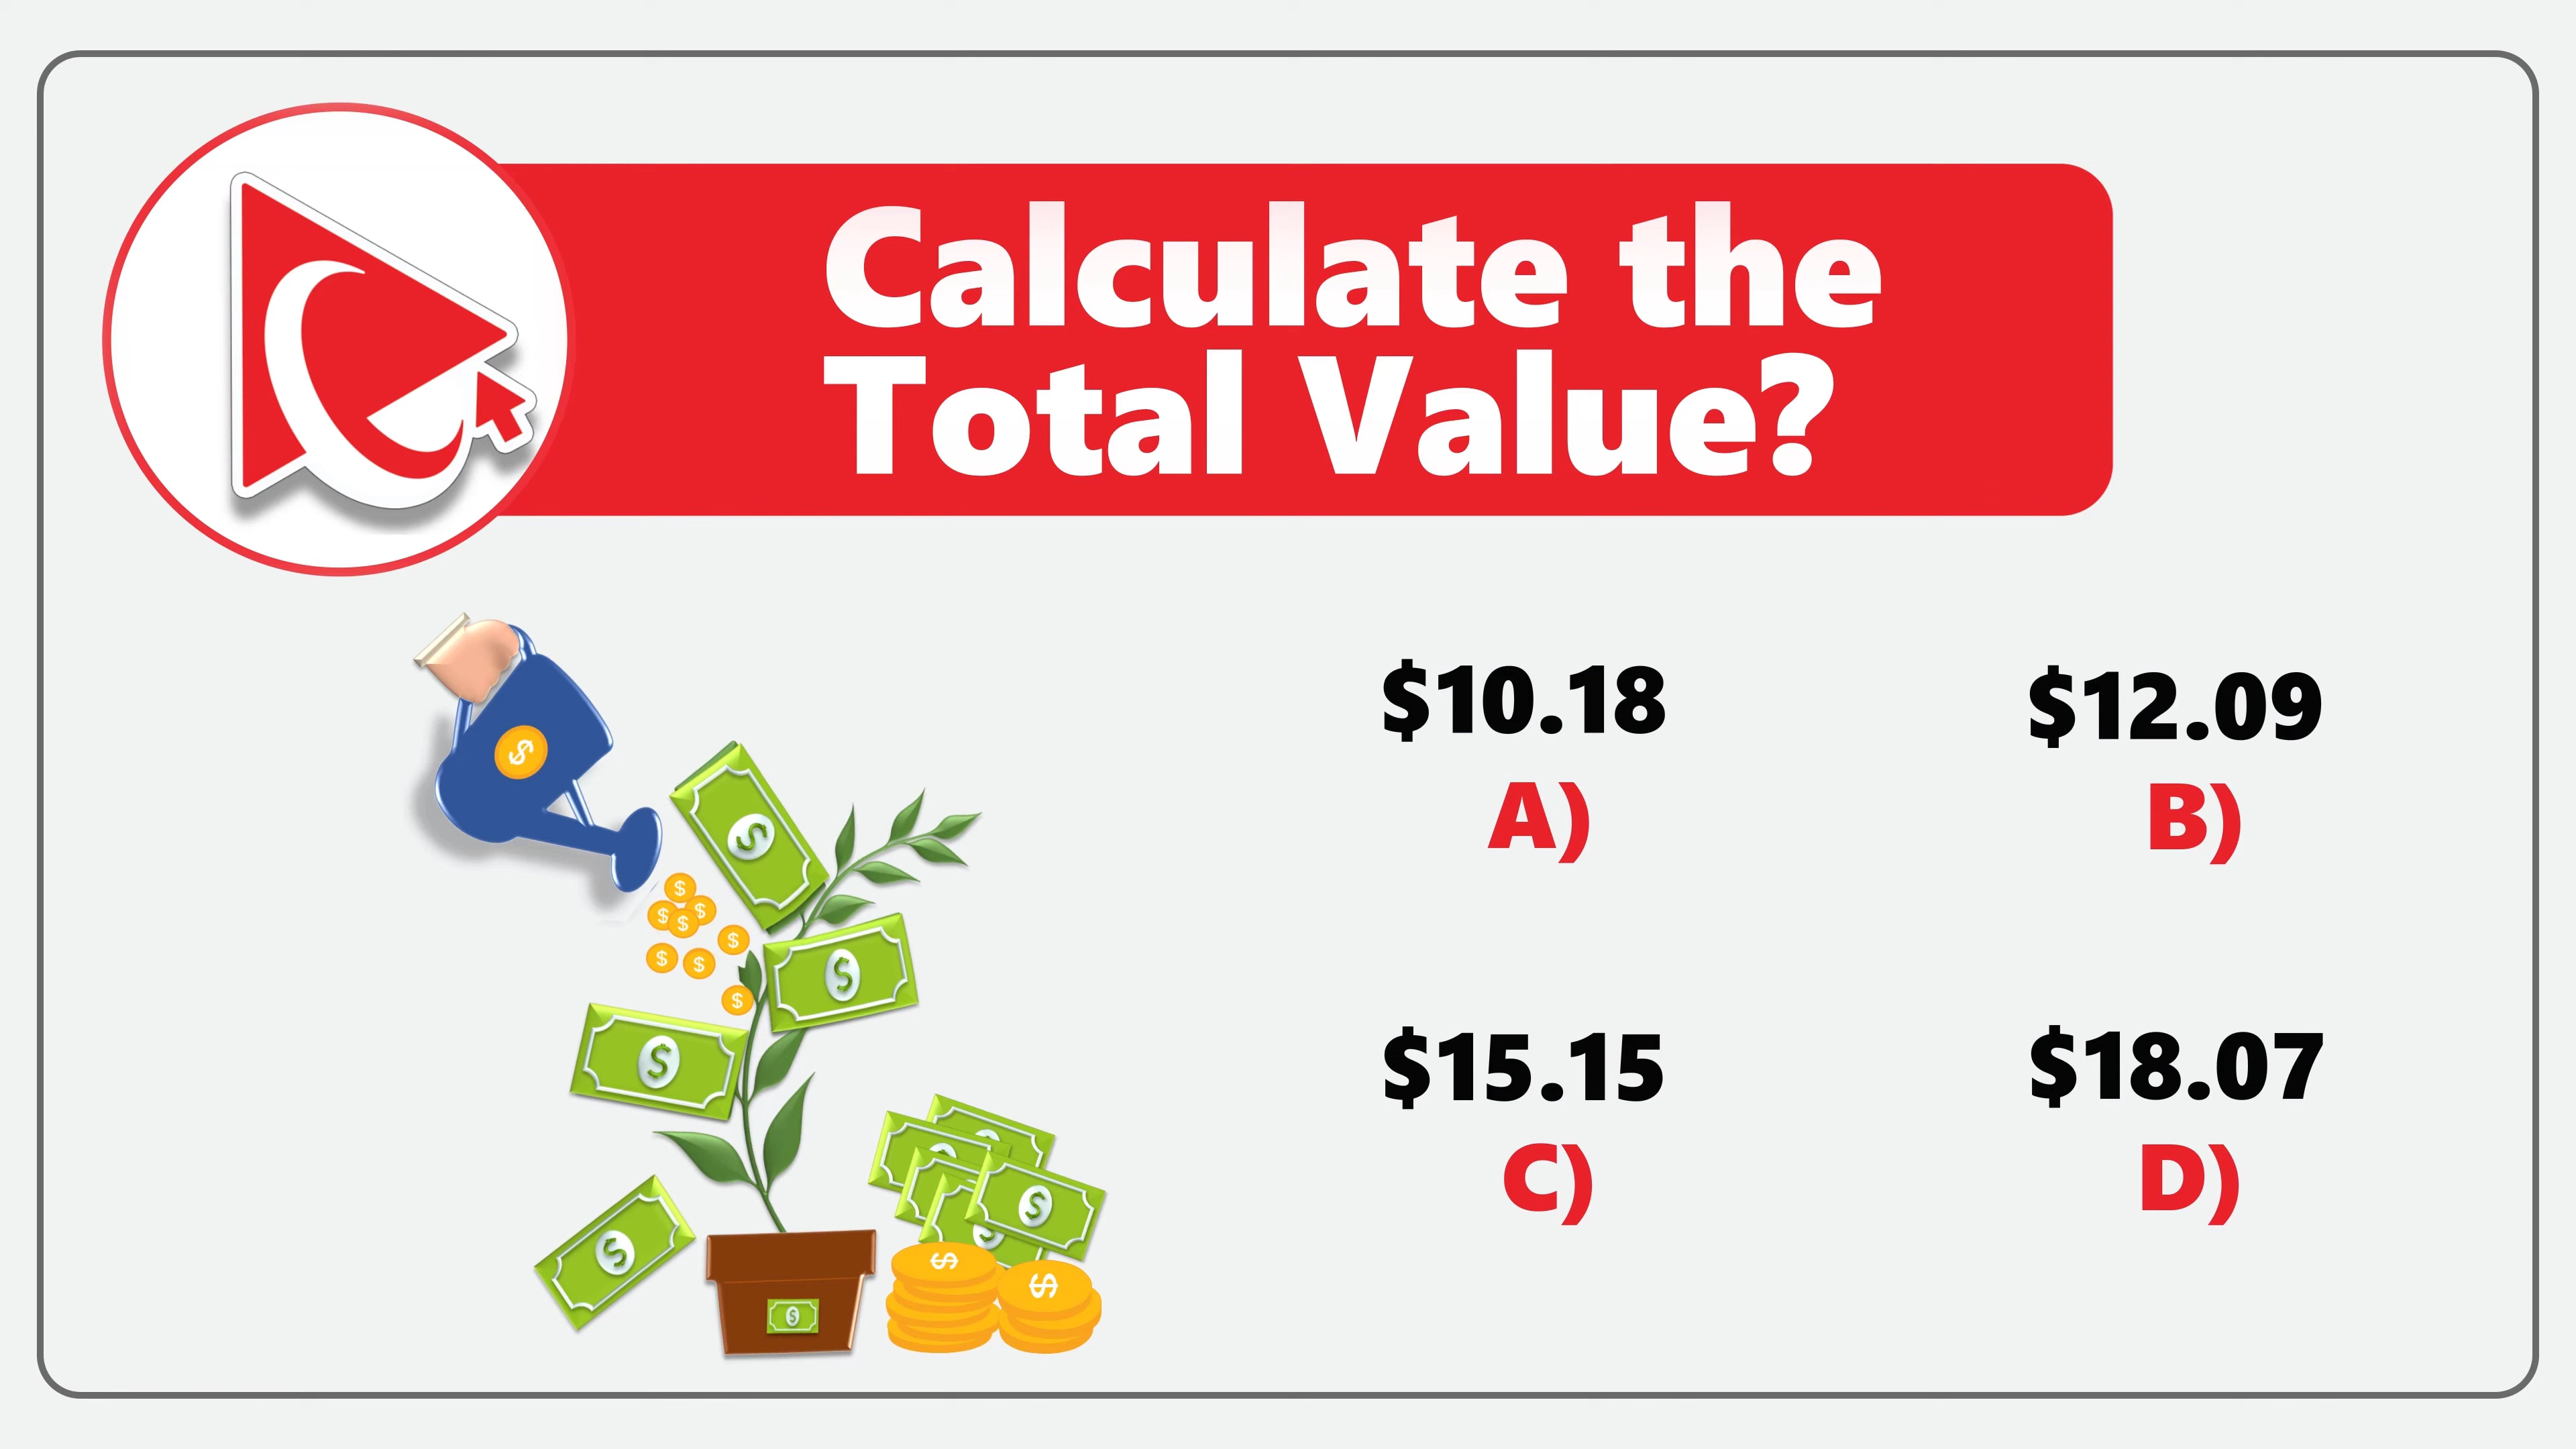 Calculate the
Total Value?
$10.18
A)
$12.09
B)
$15.15
C)
$18.07
D)